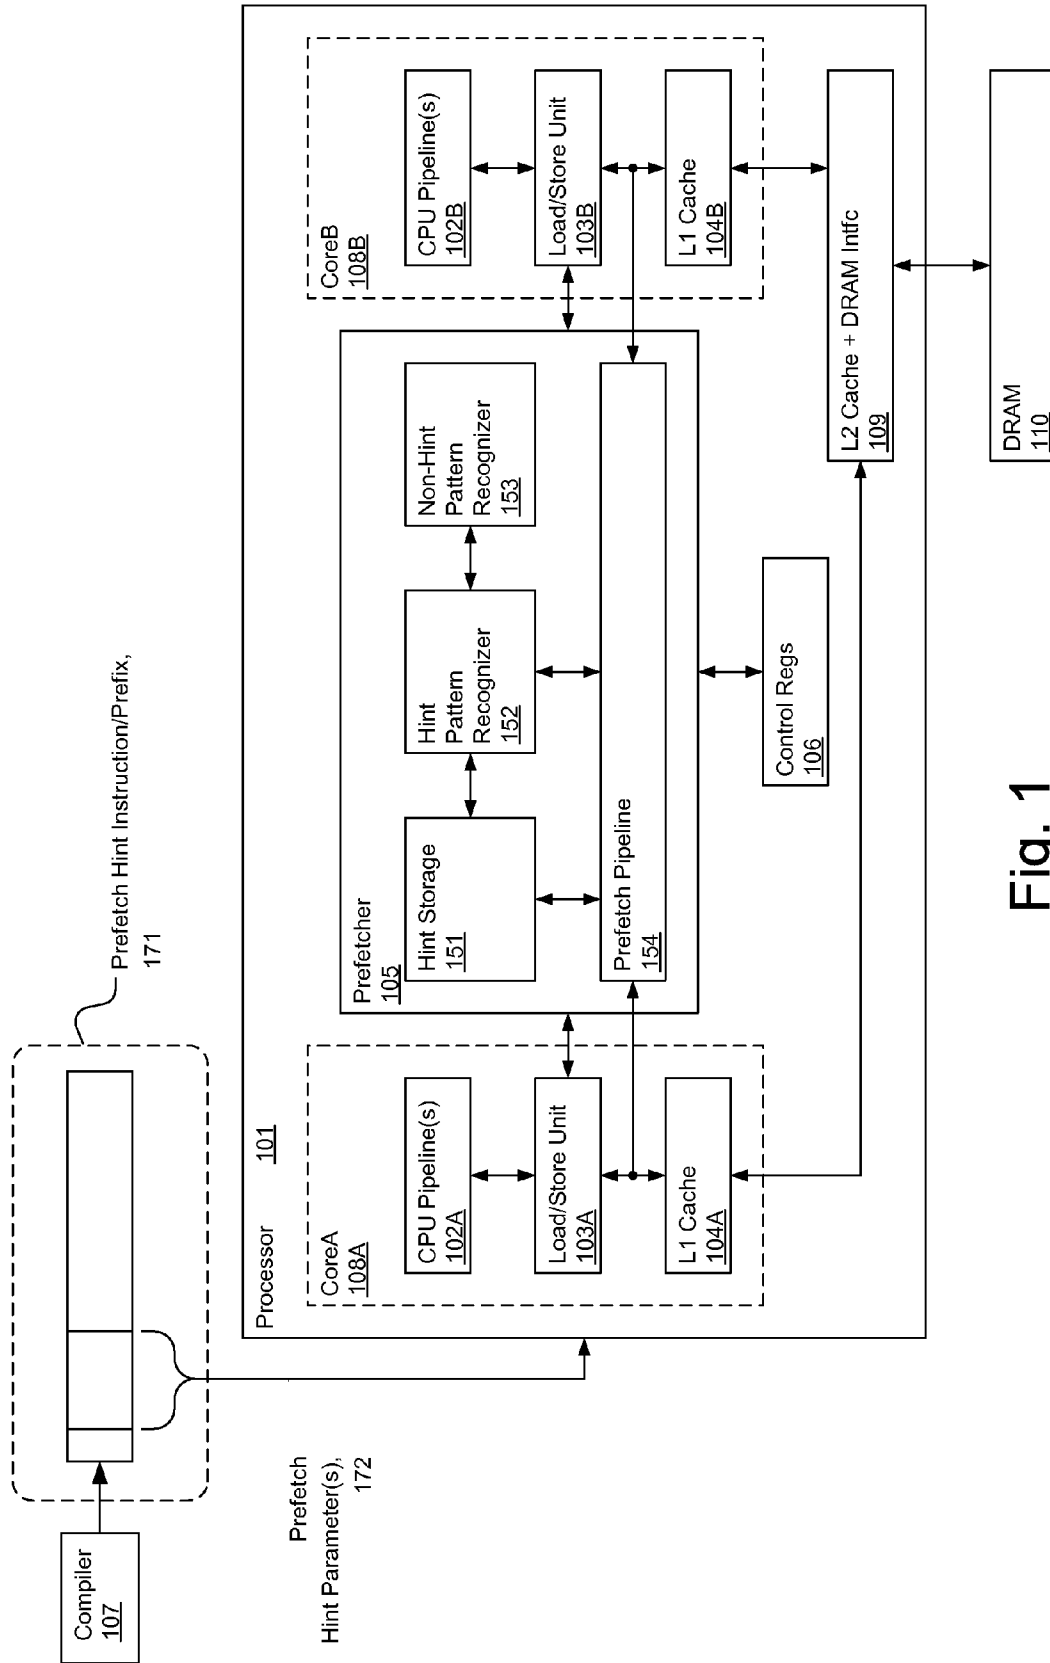 Compiler
107
Prefetch Hint Instruction/Prefix,
171
Prefetch
Hint Parameter(s),
172
Processor 101
CoreA
108A
CPU Pipeline(s)
102A
Load/Store Unit
103A
L1 Cache
104A
Prefetcher
105
Hint Storage
151
Hint
Pattern
Recognizer
152
Non-Hint
Pattern
Recognizer
153
Prefetch Pipeline
154
CoreB
108B
CPU Pipeline(s)
102B
Load/Store Unit
103B
L1 Cache
104B
Control Regs
106
L2 Cache + DRAM Intfc
109
DRAM
110
Fig. 1